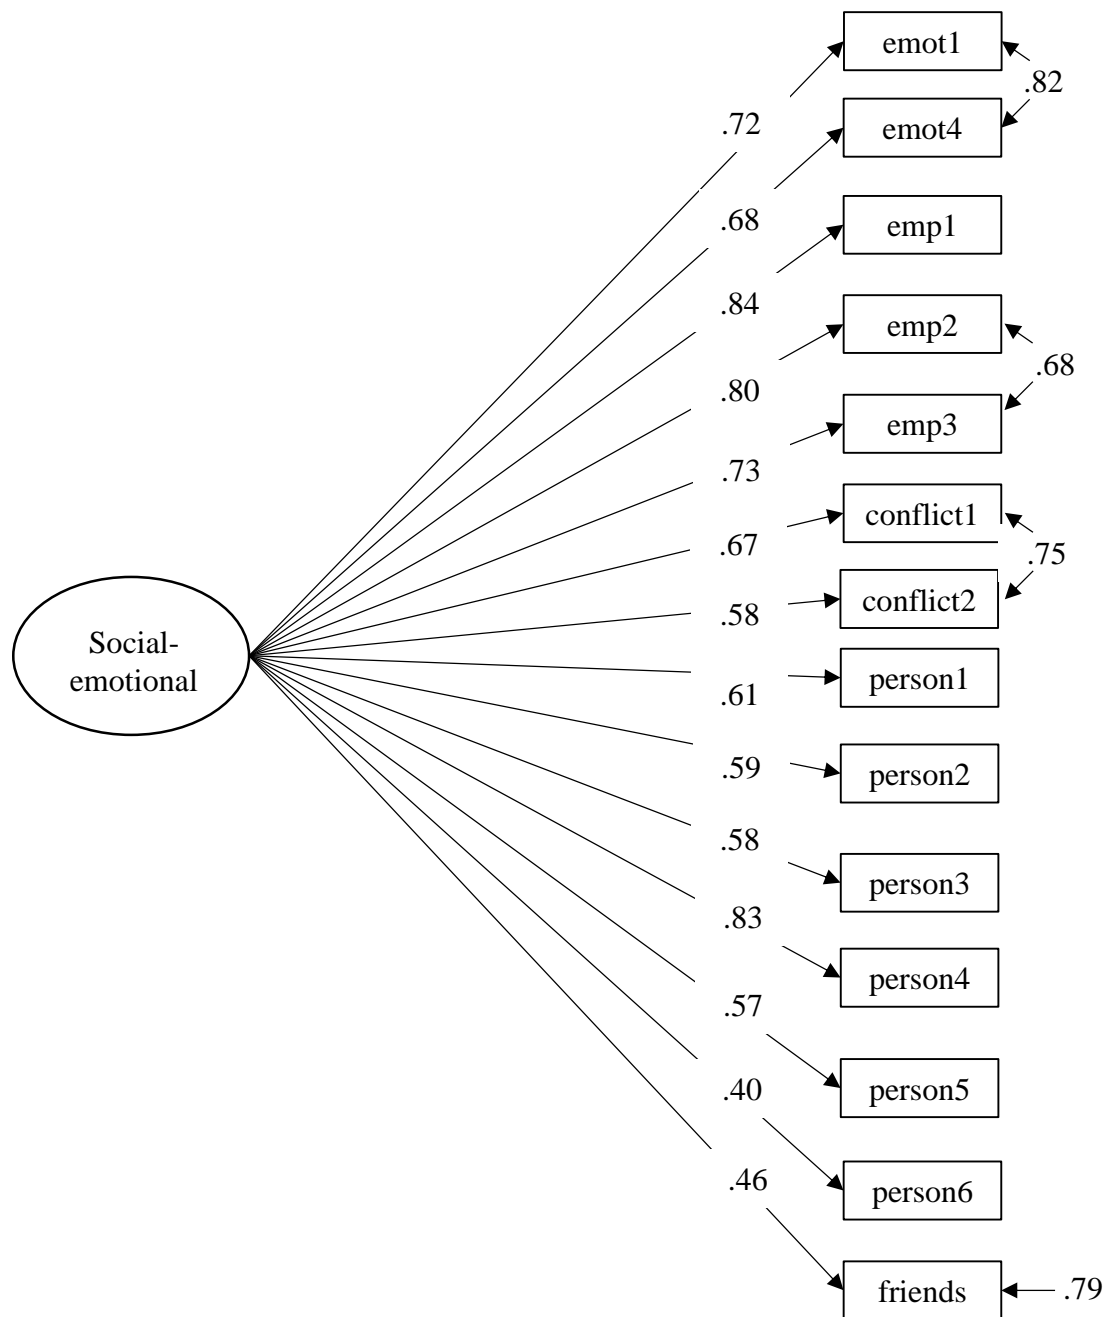 emot1
.82
.72
emot4
.68
emp1
.84
emp2
.68
.80
emp3
.73
conflict1
.67
.75
conflict2
.58
Social-
emotional
person1
.61
person2
.59
.58
person3
.83
person4
.57
person5
.40
person6
.46
friends
.79